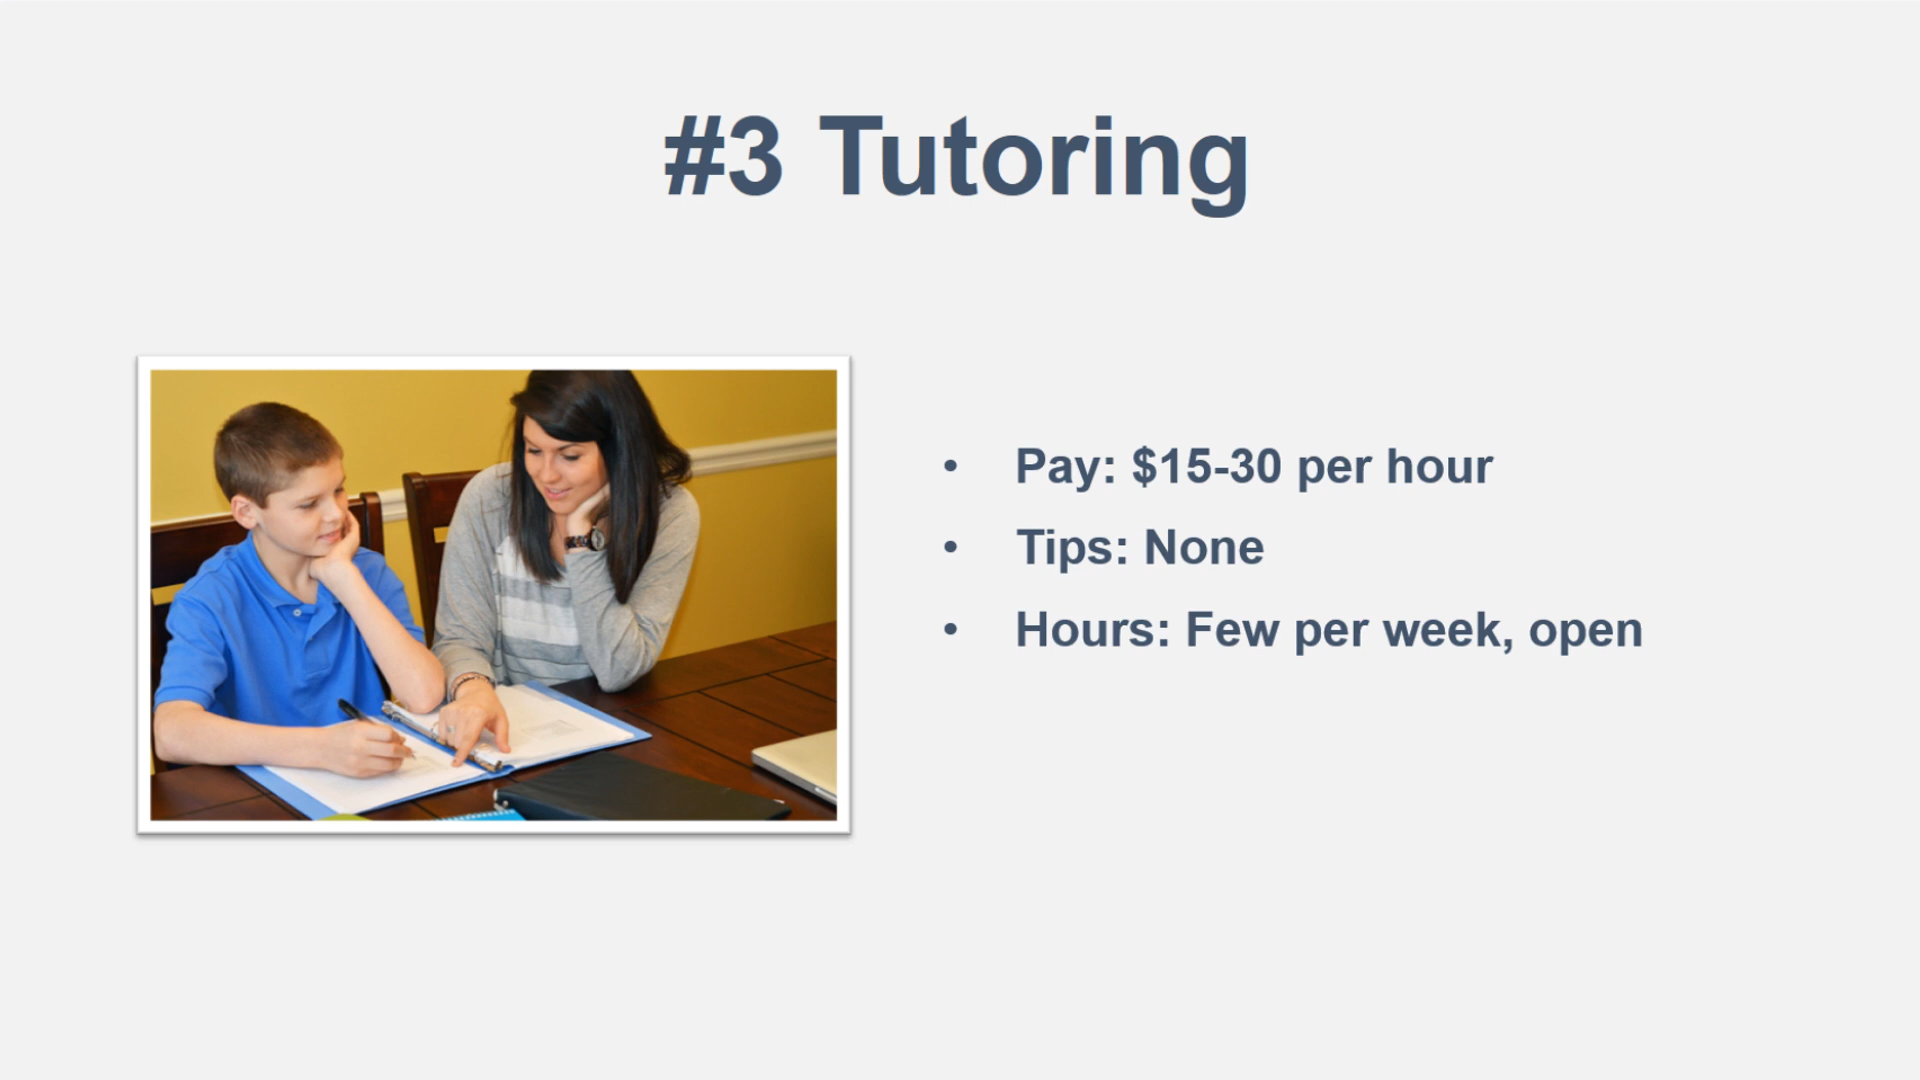 #3 Tutoring
• Pay: $15-30 per hour
• Tips: None
• Hours: Few per week, open